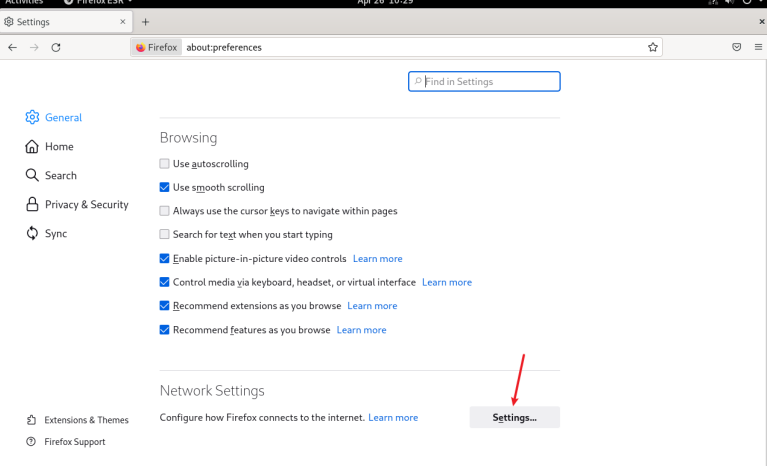 Activities Firefox ESR Apr 26 10:29
Settings × + ×
Firefox about:preferences
Find in Settings
General
Home
Search
Privacy & Security
Sync
Extensions & Themes
Firefox Support
Browsing
Use autoscrolling
Use smooth scrolling
Always use the cursor keys to navigate within pages
Search for text when you start typing
Enable picture-in-picture video controls Learn more
Control media via keyboard, headset, or virtual interface Learn more
Recommend extensions as you browse Learn more
Recommend features as you browse Learn more
Network Settings
Configure how Firefox connects to the internet. Learn more Settings...